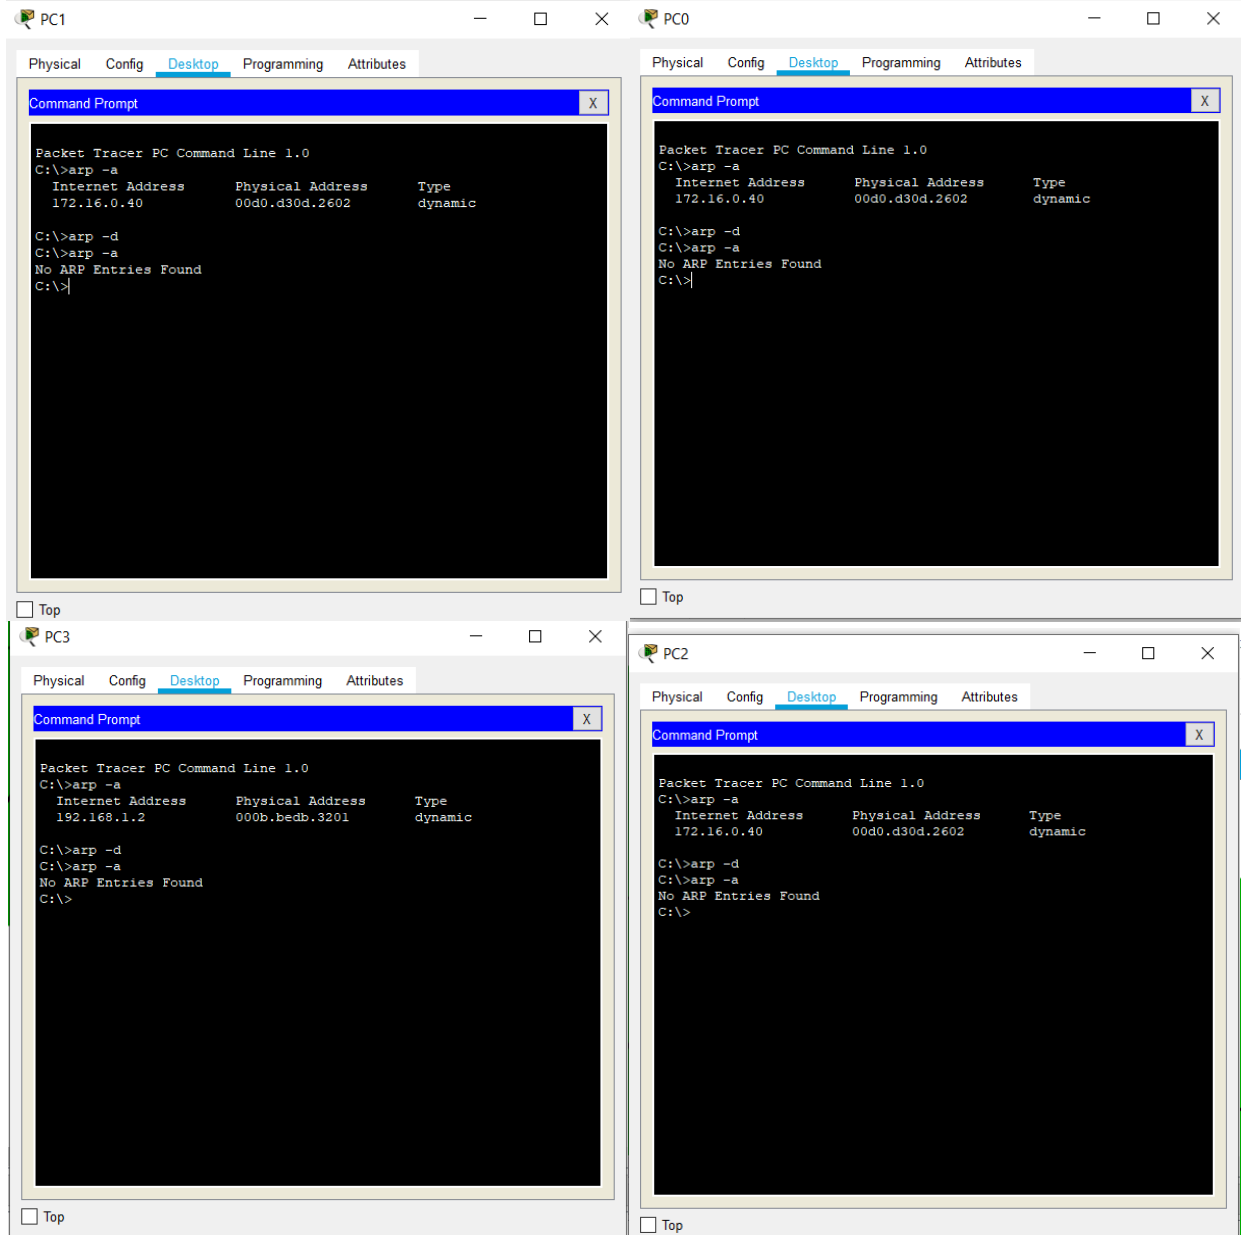 PC1
Physical Config Desktop Programming Attributes
Command Prompt
X
Packet Tracer PC Command Line 1.0
C:\>arp -a
Internet Address Physical Address Type
172.16.0.40 00d0.d30d.2602 dynamic
C:\>arp -d
C:\>arp -a
No ARP Entries Found
C:\>
Top
PC0
Physical Config Desktop Programming Attributes
Command Prompt
X
Packet Tracer PC Command Line 1.0
C:\>arp -a
Internet Address Physical Address Type
172.16.0.40 00d0.d30d.2602 dynamic
C:\>arp -d
C:\>arp -a
No ARP Entries Found
C:\>
Top
PC3
Physical Config Desktop Programming Attributes
Command Prompt
X
Packet Tracer PC Command Line 1.0
C:\>arp -a
Internet Address Physical Address Type
192.168.1.2 000b.bedb.3201 dynamic
C:\>arp -d
C:\>arp -a
No ARP Entries Found
C:\>
Top
PC2
Physical Config Desktop Programming Attributes
Command Prompt
X
Packet Tracer PC Command Line 1.0
C:\>arp -a
Internet Address Physical Address Type
172.16.0.40 00d0.d30d.2602 dynamic
C:\>arp -d
C:\>arp -a
No ARP Entries Found
C:\>
Top